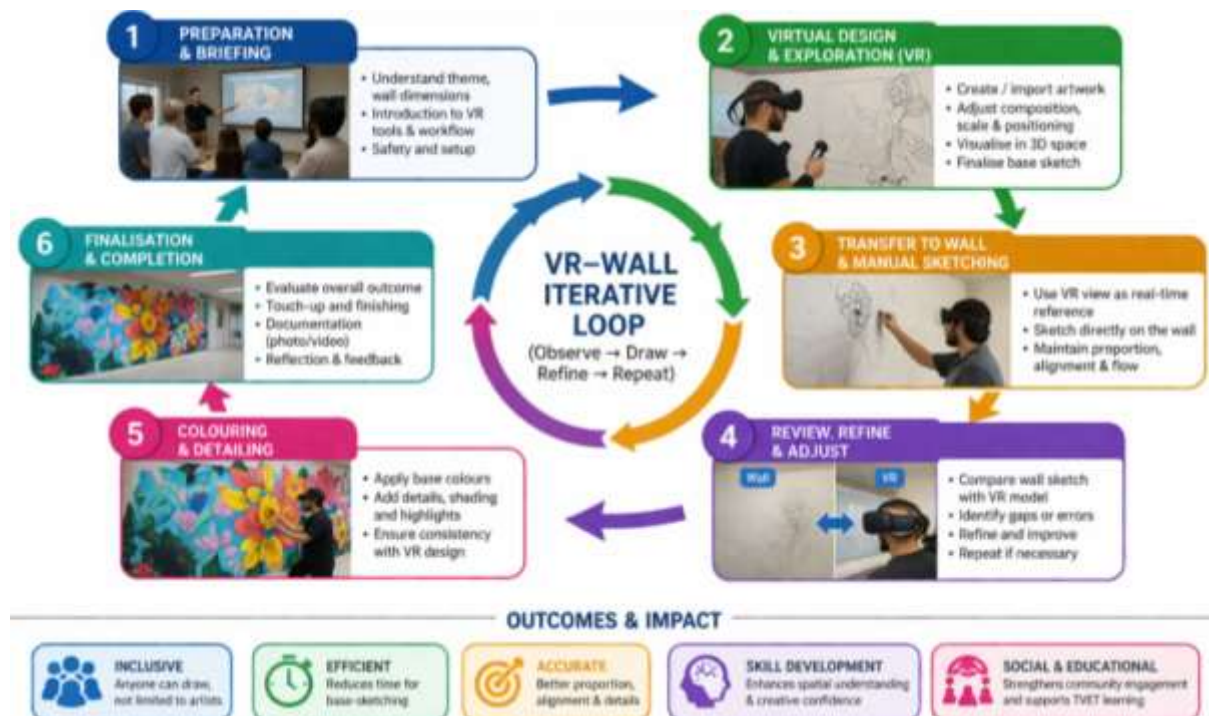 1
PREPARATION
& BRIEFING
• Understand theme,
wall dimensions
• Introduction to VR
tools & workflow
• Safety and setup
2
VIRTUAL DESIGN
& EXPLORATION (VR)
• Create / import artwork
• Adjust composition,
scale & positioning
• Visualise in 3D space
• Finalise base sketch
3
TRANSFER TO WALL
& MANUAL SKETCHING
• Use VR view as real-time
reference
• Sketch directly on the wall
• Maintain proportion,
alignment & flow
4
REVIEW, REFINE
& ADJUST
Wall
VR
• Compare wall sketch
with VR model
• Identify gaps or errors
• Refine and improve
• Repeat if necessary
5
COLOURING
& DETAILING
• Apply base colours
• Add details, shading
and highlights
• Ensure consistency
with VR design
6
FINALISATION
& COMPLETION
• Evaluate overall outcome
• Touch-up and finishing
• Documentation
(photo/video)
• Reflection & feedback
VR–WALL
ITERATIVE
LOOP
(Observe → Draw →
Refine → Repeat)
OUTCOMES & IMPACT
INCLUSIVE
Anyone can draw,
not limited to artists
EFFICIENT
Reduces time for
base-sketching
ACCURATE
Better proportion,
alignment & details
SKILL DEVELOPMENT
Enhances spatial understanding
& creative confidence
SOCIAL & EDUCATIONAL
Strengthens community engagement
and supports TVET learning